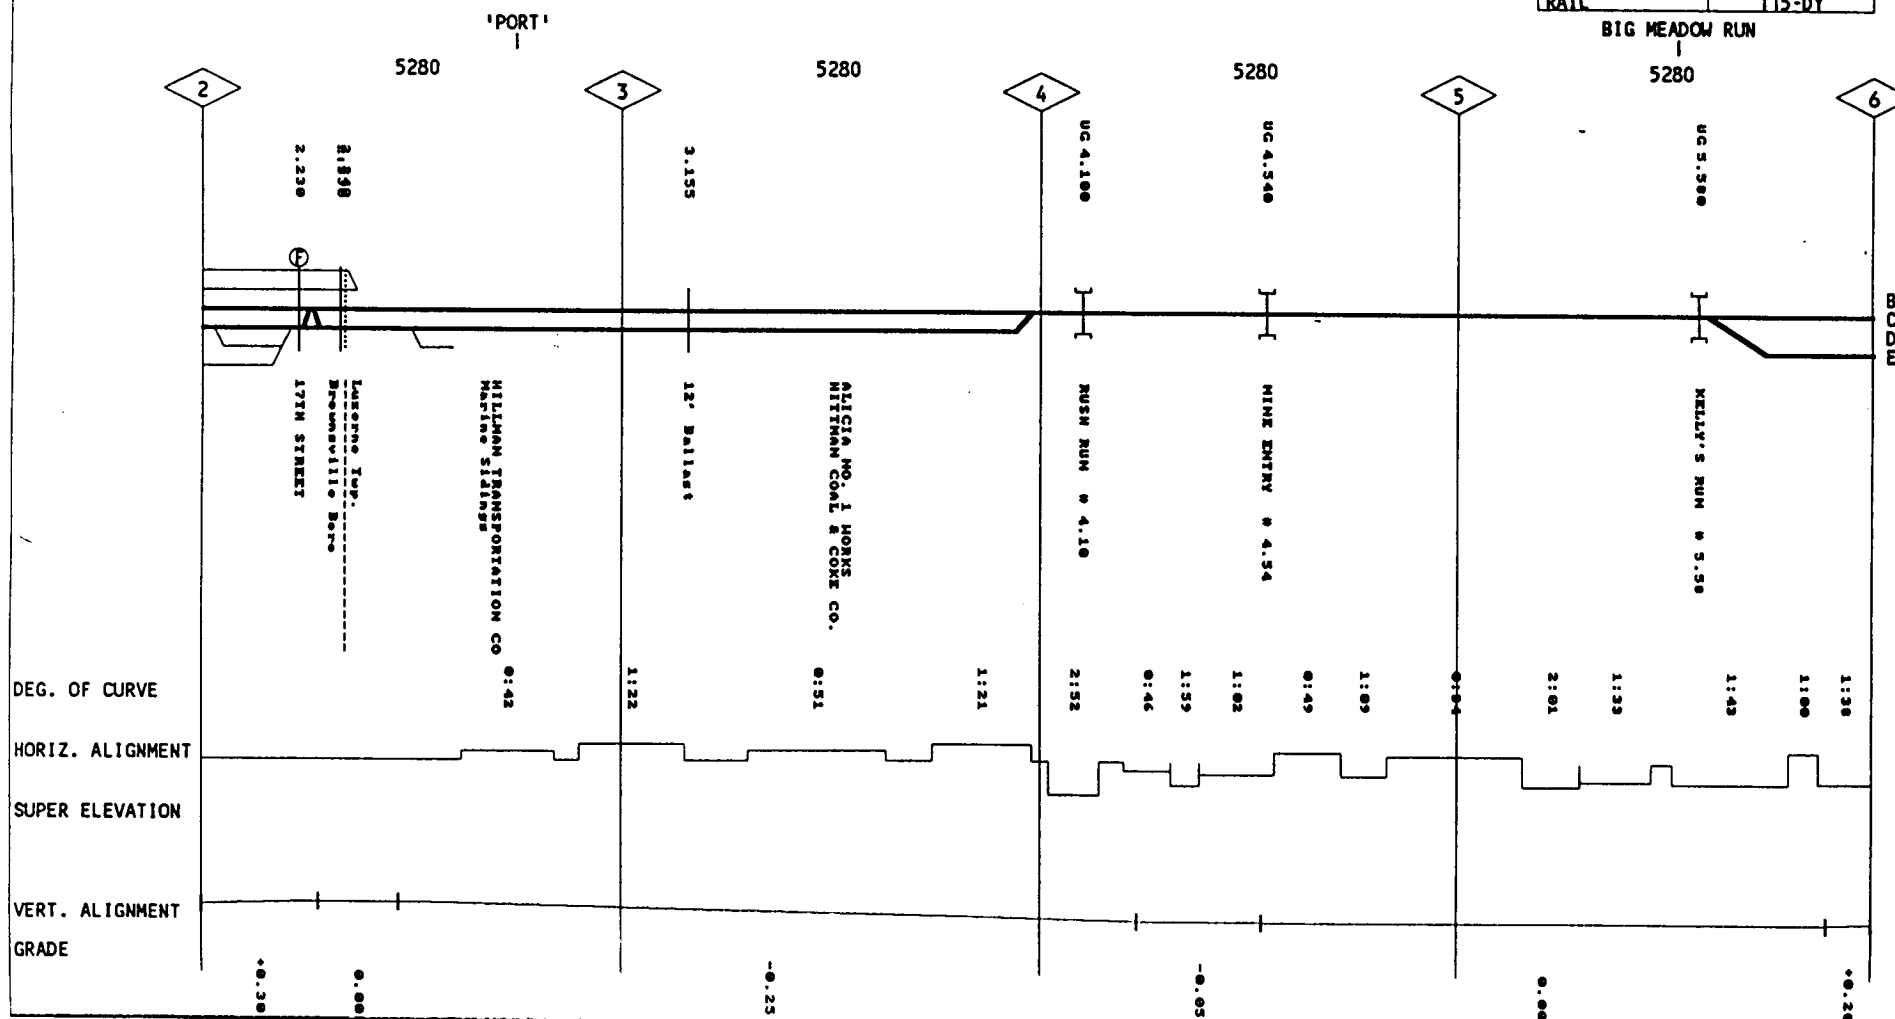 RAIL 115-DY
'PORT'
BIG MEADOW RUN
5280
5280
5280
5280
2
3
4
5
6
2.230
3.155
UG 4.100
UG 4.540
UG 5.580
F
17TH STREET
Brownsville Boro
Luzerne Twp.
HILLMAN TRANSPORTATION CO
Marine Sidings
12' Ballast
ALICIA NO. 1 WORKS
HITTMAN COAL & COKE CO.
RUSH RUN # 4.10
MINE ENTRY # 4.54
KELLY'S RUN # 5.58
DEG. OF CURVE
0:42
1:22
0:51
1:21
2:52
0:46
1:59
1:02
0:49
1:09
0:04
2:01
1:33
1:43
1:00
1:38
HORIZ. ALIGNMENT
SUPER ELEVATION
VERT. ALIGNMENT
GRADE
+0.30
0.00
-0.25
-0.05
0.00
+0.20